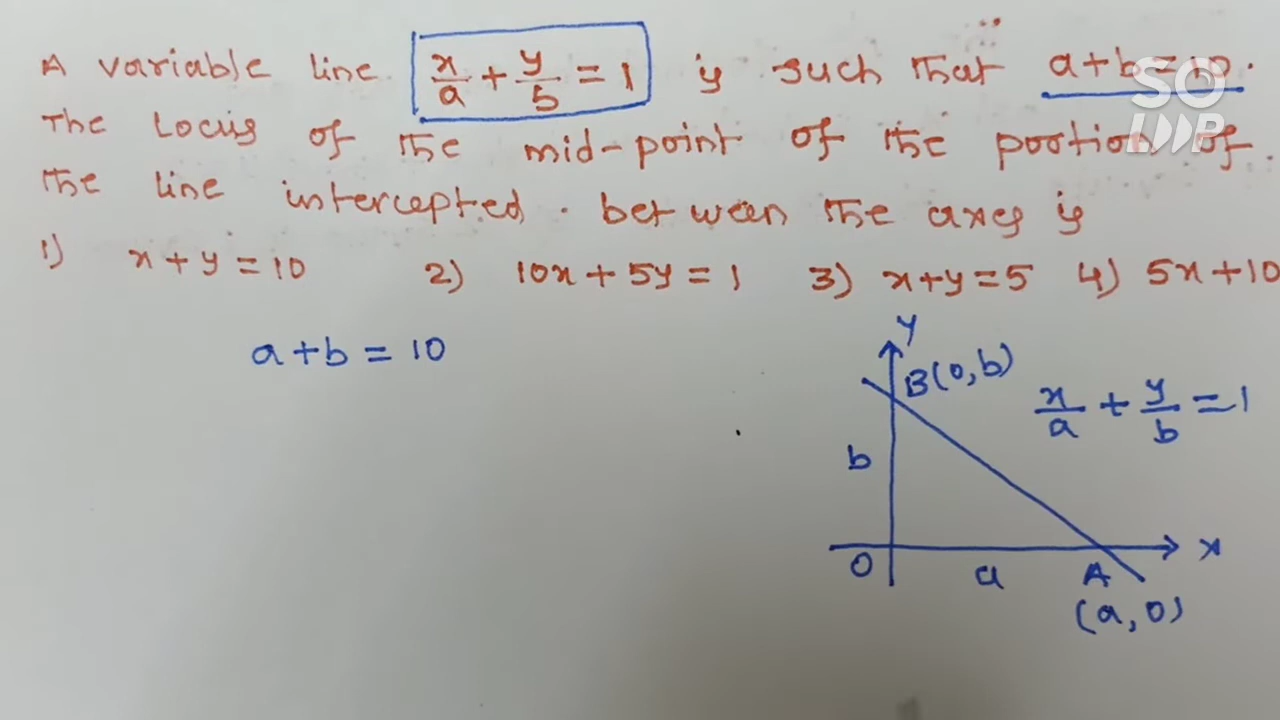 A variable line x/a + y/b = 1 is such that a+b=10.
The Locus of the mid-point of the portion of
the line intercepted between the axes is
1) x+y=10 2) 10x+5y=1 3) x+y=5 4) 5x+10
a+b=10
y
B(0,b)
x/a + y/b = 1
b
O a A x
(a,0)